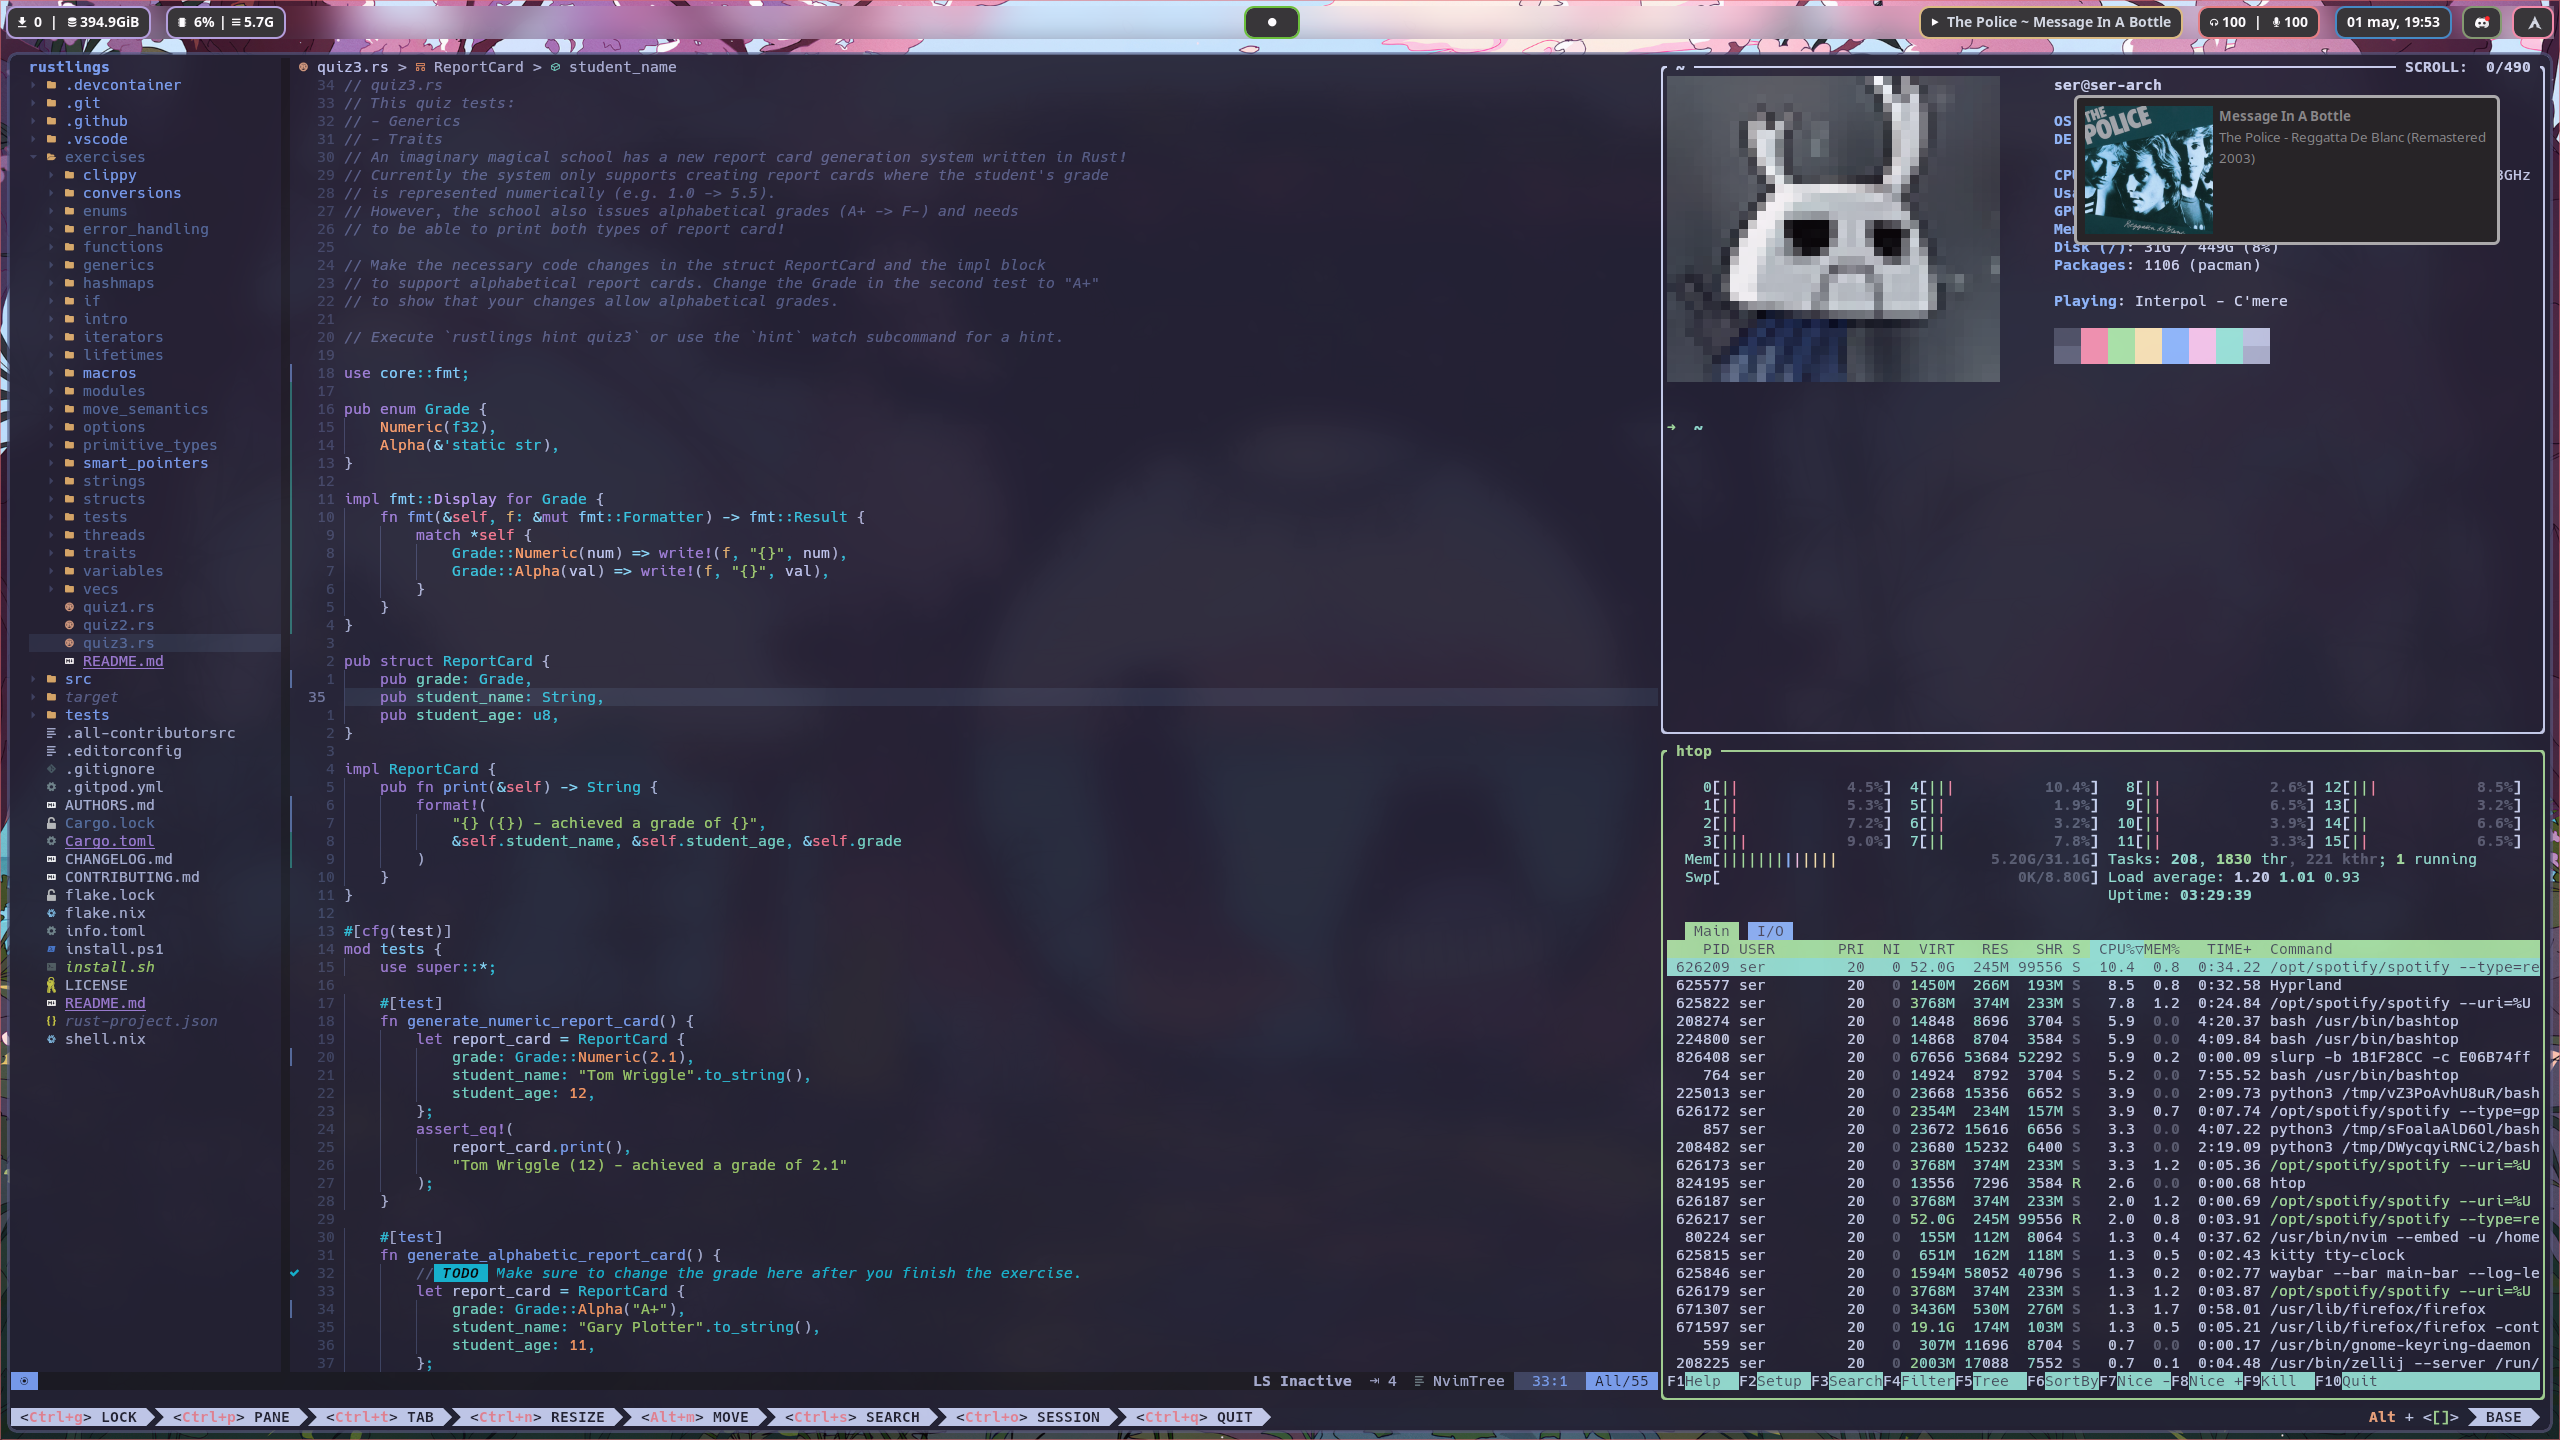 0 | 394.9GiB
6% | 5.7G
The Police ~ Message In A Bottle
100 | 100
01 may, 19:53
rustlings
.devcontainer
.git
.github
.vscode
exercises
clippy
conversions
enums
error_handling
functions
generics
hashmaps
if
intro
iterators
lifetimes
macros
modules
move_semantics
options
primitive_types
smart_pointers
strings
structs
tests
threads
traits
variables
vecs
quiz1.rs
quiz2.rs
quiz3.rs
README.md
src
target
tests
.all-contributorsrc
.editorconfig
.gitignore
.gitpod.yml
AUTHORS.md
Cargo.lock
Cargo.toml
CHANGELOG.md
CONTRIBUTING.md
flake.lock
flake.nix
info.toml
install.ps1
install.sh
LICENSE
README.md
rust-project.json
shell.nix
quiz3.rs > ReportCard > student_name
34 // quiz3.rs
33 // This quiz tests:
32 // - Generics
31 // - Traits
30 // An imaginary magical school has a new report card generation system written in Rust!
29 // Currently the system only supports creating report cards where the student's grade
28 // is represented numerically (e.g. 1.0 -> 5.5).
27 // However, the school also issues alphabetical grades (A+ -> F-) and needs
26 // to be able to print both types of report card!
25
24 // Make the necessary code changes in the struct ReportCard and the impl block
23 // to support alphabetical report cards. Change the Grade in the second test to "A+"
22 // to show that your changes allow alphabetical grades.
21
20 // Execute `rustlings hint quiz3` or use the `hint` watch subcommand for a hint.
19
18 use core::fmt;
17
16 pub enum Grade {
15 Numeric(f32),
14 Alpha(&'static str),
13 }
12
11 impl fmt::Display for Grade {
10 fn fmt(&self, f: &mut fmt::Formatter) -> fmt::Result {
9 match *self {
8 Grade::Numeric(num) => write!(f, "{}", num),
7 Grade::Alpha(val) => write!(f, "{}", val),
6 }
5 }
4 }
3
2 pub struct ReportCard {
1 pub grade: Grade,
35 pub student_name: String,
1 pub student_age: u8,
2 }
3
4 impl ReportCard {
5 pub fn print(&self) -> String {
6 format!(
7 "{} ({}) - achieved a grade of {}",
8 &self.student_name, &self.student_age, &self.grade
9 )
10 }
11 }
12
13 #[cfg(test)]
14 mod tests {
15 use super::*;
16
17 #[test]
18 fn generate_numeric_report_card() {
19 let report_card = ReportCard {
20 grade: Grade::Numeric(2.1),
21 student_name: "Tom Wriggle".to_string(),
22 student_age: 12,
23 };
24 assert_eq!(
25 report_card.print(),
26 "Tom Wriggle (12) - achieved a grade of 2.1"
27 );
28 }
29
30 #[test]
31 fn generate_alphabetic_report_card() {
32 // TODO Make sure to change the grade here after you finish the exercise.
33 let report_card = ReportCard {
34 grade: Grade::Alpha("A+"),
35 student_name: "Gary Plotter".to_string(),
36 student_age: 11,
37 };
LS Inactive 4 NvimTree 33:1 All/55
~ SCROLL: 0/490
ser@ser-arch
OS
DE
CPU
GHz
GPU
Disk (/): 31G / 449G (8%)
Packages: 1106 (pacman)
Playing: Interpol - C'mere
THE POLICE
Reggatta de Blanc
Message In A Bottle
The Police - Reggatta De Blanc (Remastered
2003)
➜ ~
htop
0[|| 4.5%] 4[||| 10.4%] 8[|| 2.6%] 12[||| 8.5%]
1[|| 5.3%] 5[|| 1.9%] 9[|| 6.5%] 13[| 3.2%]
2[|| 7.2%] 6[|| 3.2%] 10[|| 3.9%] 14[|| 6.6%]
3[||| 9.0%] 7[|| 7.8%] 11[|| 3.3%] 15[|| 6.5%]
Mem[||||||||||||| 5.20G/31.1G] Tasks: 208, 1830 thr, 221 kthr; 1 running
Swp[ 0K/8.80G] Load average: 1.20 1.01 0.93
Uptime: 03:29:39
Main I/O
PID USER PRI NI VIRT RES SHR S CPU%▽MEM% TIME+ Command
626209 ser 20 0 52.0G 245M 99556 S 10.4 0.8 0:34.22 /opt/spotify/spotify --type=re
625577 ser 20 0 1450M 266M 193M S 8.5 0.8 0:32.58 Hyprland
625822 ser 20 0 3768M 374M 233M S 7.8 1.2 0:24.84 /opt/spotify/spotify --uri=%U
208274 ser 20 0 14848 8696 3704 S 5.9 0.0 4:20.37 bash /usr/bin/bashtop
224800 ser 20 0 14868 8704 3584 S 5.9 0.0 4:09.84 bash /usr/bin/bashtop
826408 ser 20 0 67656 53684 52292 S 5.9 0.2 0:00.09 slurp -b 1B1F28CC -c E06B74ff
764 ser 20 0 14924 8792 3704 S 5.2 0.0 7:55.52 bash /usr/bin/bashtop
225013 ser 20 0 23668 15356 6652 S 3.9 0.0 2:09.73 python3 /tmp/vZ3PoAvhU8uR/bash
626172 ser 20 0 2354M 234M 157M S 3.9 0.7 0:07.74 /opt/spotify/spotify --type=gp
857 ser 20 0 23672 15616 6656 S 3.3 0.0 4:07.22 python3 /tmp/sFoalaAlD6Ol/bash
208482 ser 20 0 23680 15232 6400 S 3.3 0.0 2:19.09 python3 /tmp/DWycqyiRNCi2/bash
626173 ser 20 0 3768M 374M 233M S 3.3 1.2 0:05.36 /opt/spotify/spotify --uri=%U
824195 ser 20 0 13556 7296 3584 R 2.6 0.0 0:00.68 htop
626187 ser 20 0 3768M 374M 233M S 2.0 1.2 0:00.69 /opt/spotify/spotify --uri=%U
626217 ser 20 0 52.0G 245M 99556 R 2.0 0.8 0:03.91 /opt/spotify/spotify --type=re
80224 ser 20 0 155M 112M 8064 S 1.3 0.4 0:37.62 /usr/bin/nvim --embed -u /home
625815 ser 20 0 651M 162M 118M S 1.3 0.5 0:02.43 kitty tty-clock
625846 ser 20 0 1594M 58052 40796 S 1.3 0.2 0:02.77 waybar --bar main-bar --log-le
626179 ser 20 0 3768M 374M 233M S 1.3 1.2 0:03.87 /opt/spotify/spotify --uri=%U
671307 ser 20 0 3436M 530M 276M S 1.3 1.7 0:58.01 /usr/lib/firefox/firefox
671597 ser 20 0 19.1G 174M 103M S 1.3 0.5 0:05.21 /usr/lib/firefox/firefox -cont
559 ser 20 0 307M 11696 8704 S 0.7 0.0 0:00.17 /usr/bin/gnome-keyring-daemon
208225 ser 20 0 2003M 17088 7552 S 0.7 0.1 0:04.48 /usr/bin/zellij --server /run/
F1Help F2Setup F3SearchF4FilterF5Tree F6SortByF7Nice -F8Nice +F9Kill F10Quit
<Ctrl+g> LOCK <Ctrl+p> PANE <Ctrl+t> TAB <Ctrl+n> RESIZE <Alt+m> MOVE <Ctrl+s> SEARCH <Ctrl+o> SESSION <Ctrl+q> QUIT Alt + <[]> BASE